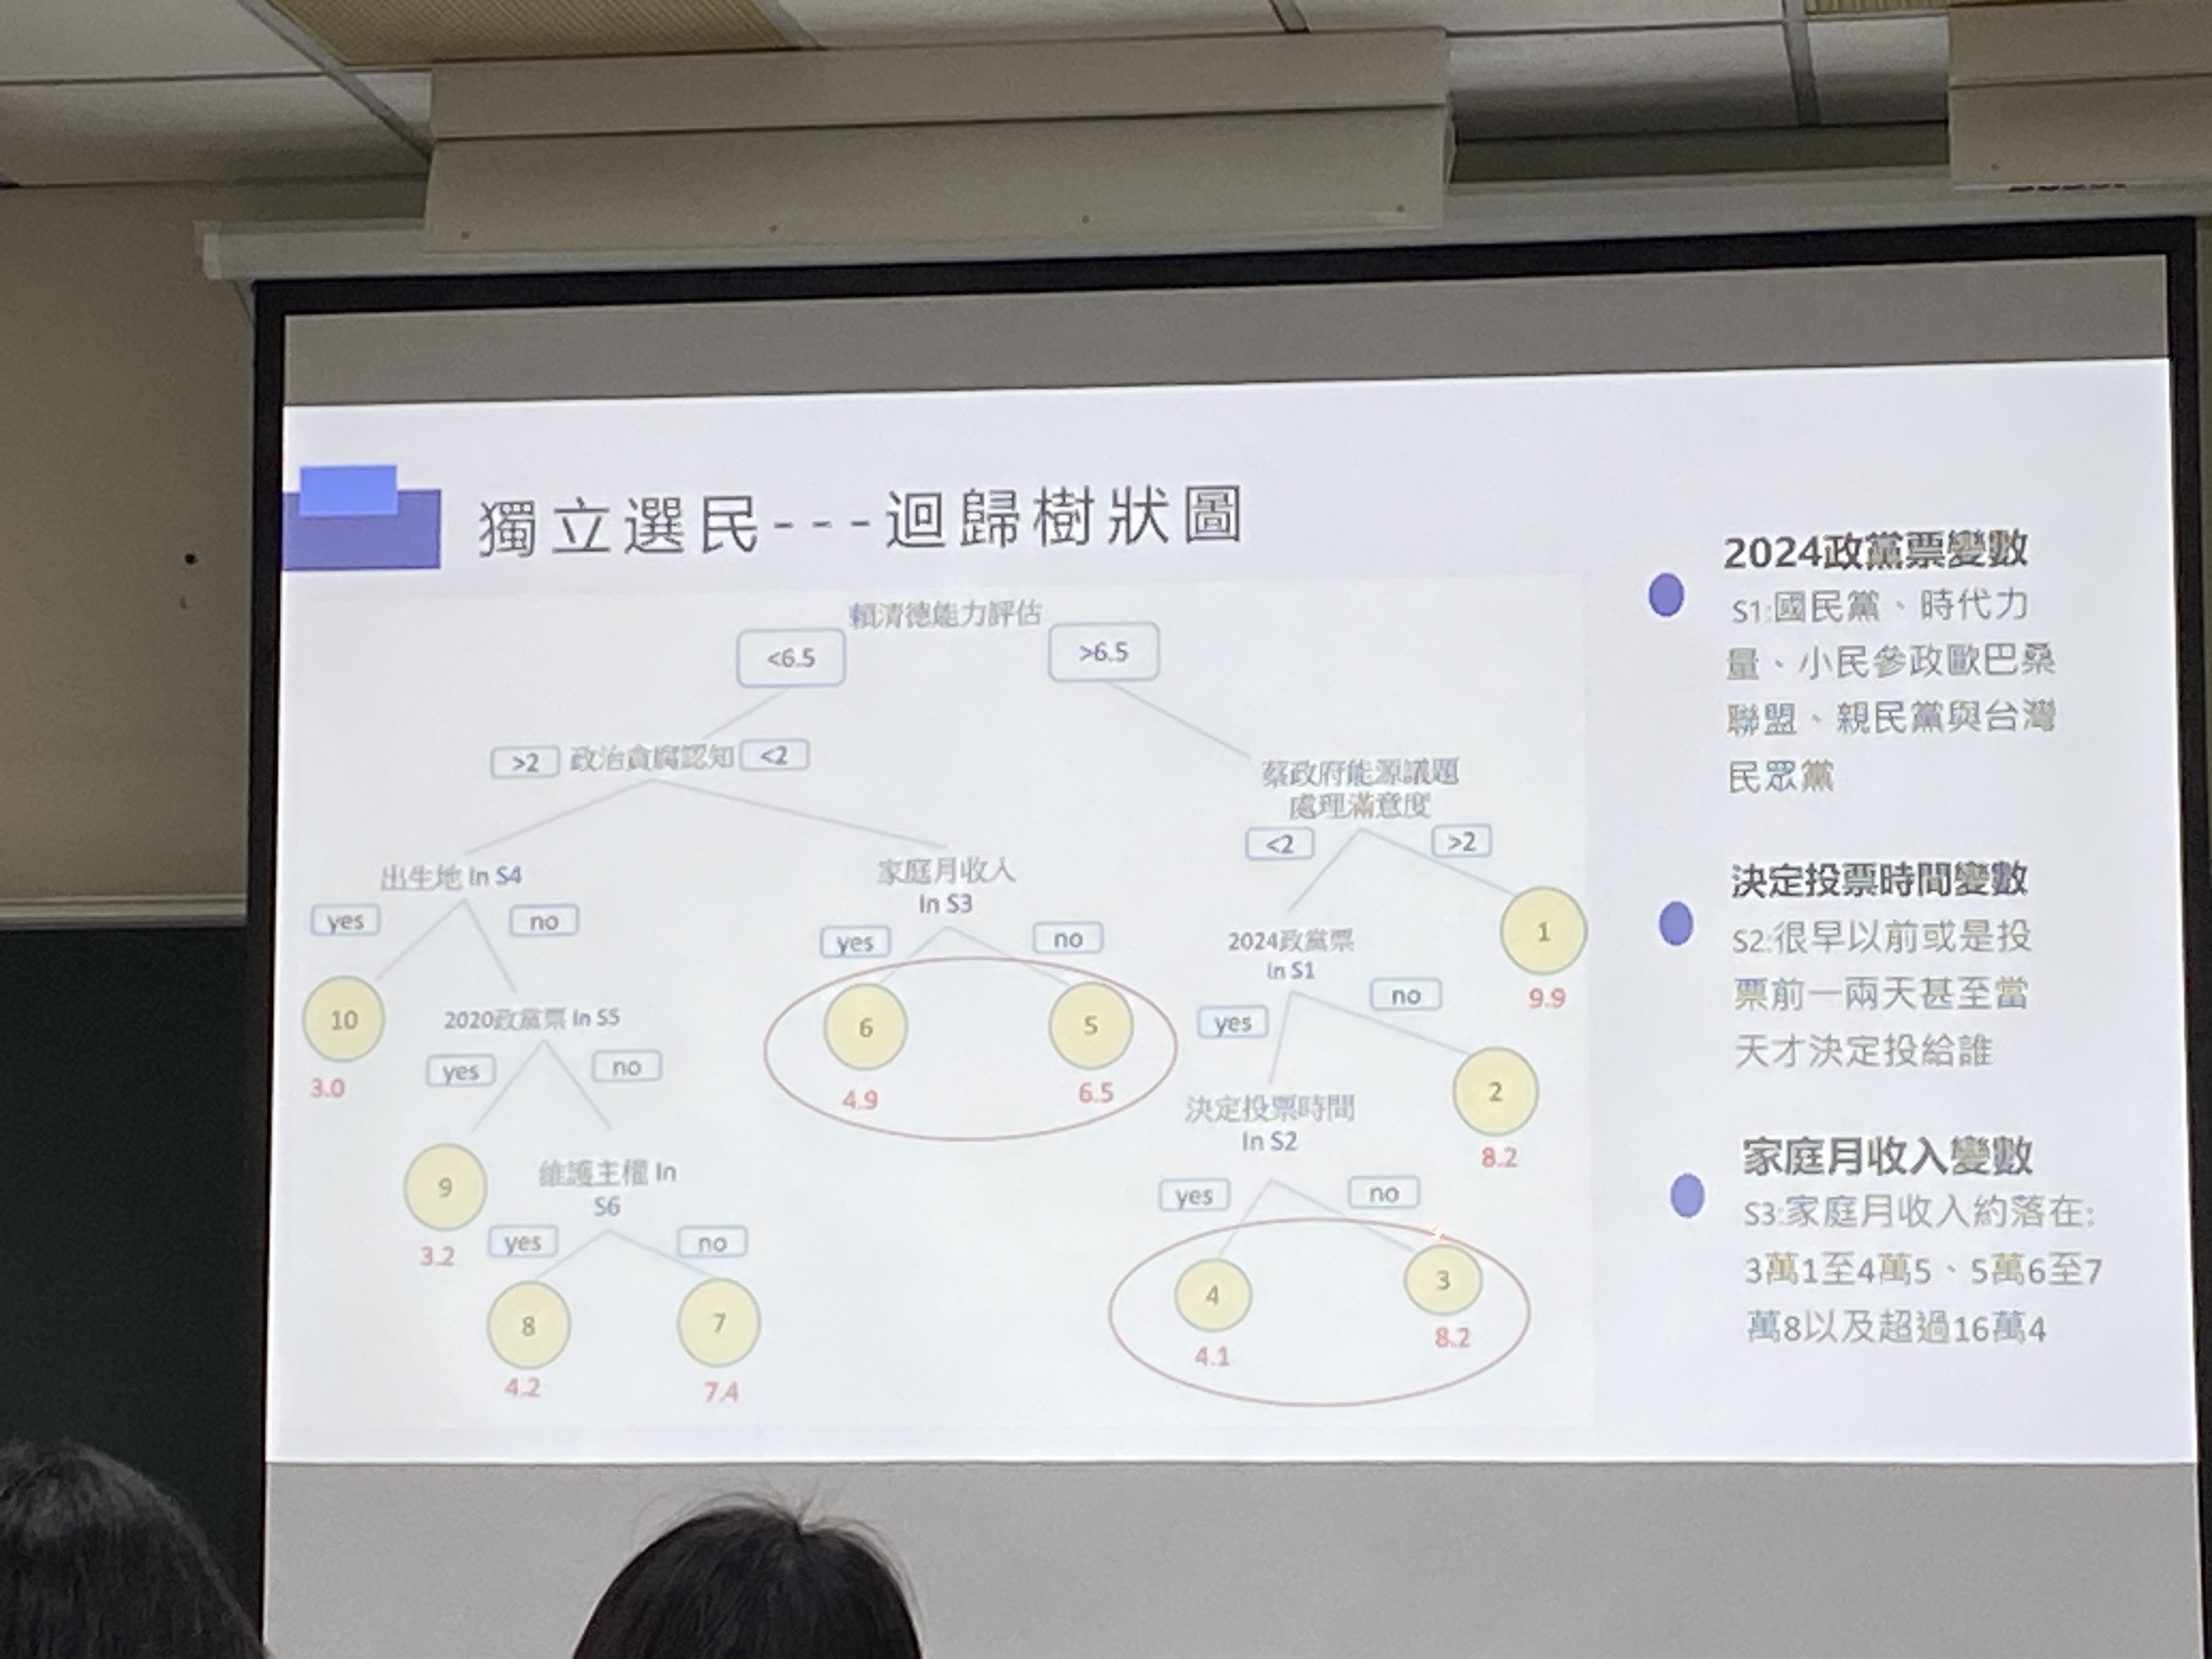 獨立選民---迴歸樹狀圖
賴清德能力評估
<6.5
>6.5
>2
政治貪腐認知
<2
蔡政府能源議題
處理滿意度
<2
>2
出生地 In S4
yes
no
家庭月收入
In S3
yes
no
1
9.9
2024政黨票
In S1
yes
no
10
3.0
2020政黨票 In S5
yes
no
6
4.9
5
6.5
2
8.2
決定投票時間
In S2
yes
no
9
3.2
維護主權 In
S6
yes
no
4
4.1
3
8.2
8
4.2
7
7.4
2024政黨票變數
S1:國民黨、時代力
量、小民參政歐巴桑
聯盟、親民黨與台灣
民眾黨
決定投票時間變數
S2:很早以前或是投
票前一兩天甚至當
天才決定投給誰
家庭月收入變數
S3:家庭月收入約落在:
3萬1至4萬5、5萬6至7
萬8以及超過16萬4